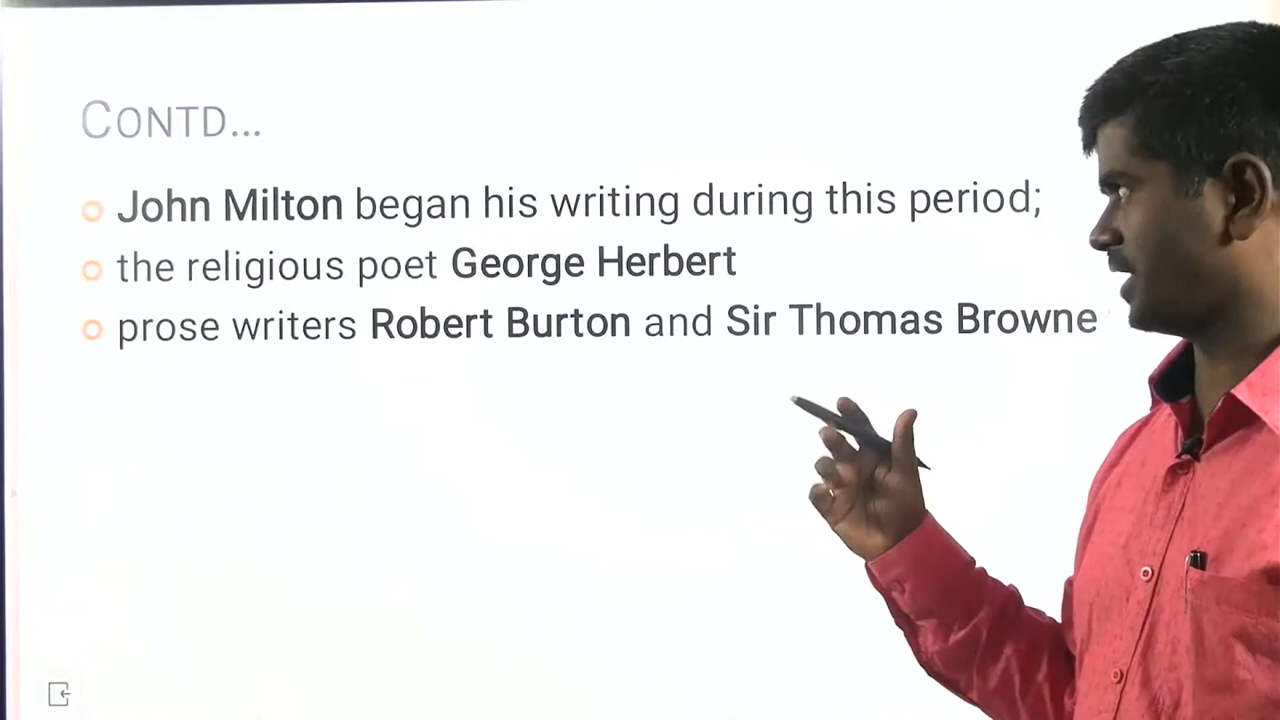 CONTD...
John Milton began his writing during this period;
the religious poet George Herbert
prose writers Robert Burton and Sir Thomas Browne